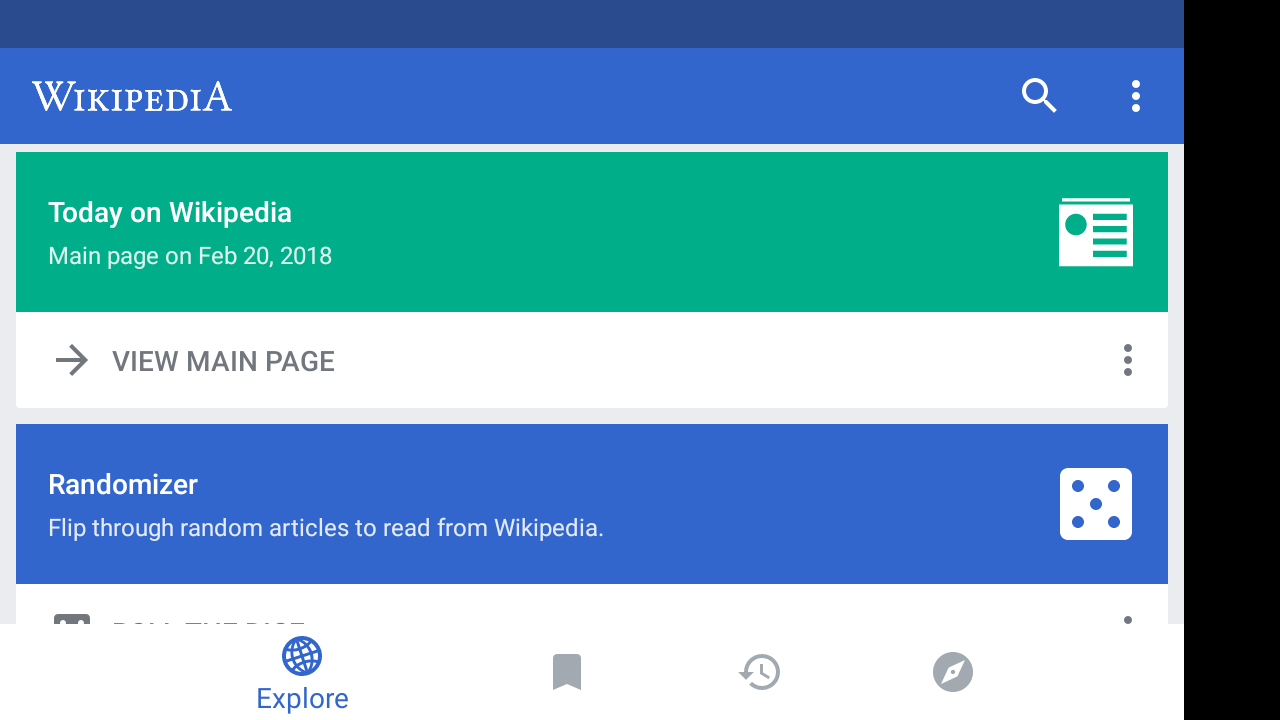 WIKIPEDIA
Today on Wikipedia
Main page on Feb 20, 2018
VIEW MAIN PAGE
Randomizer
Flip through random articles to read from Wikipedia.
Explore